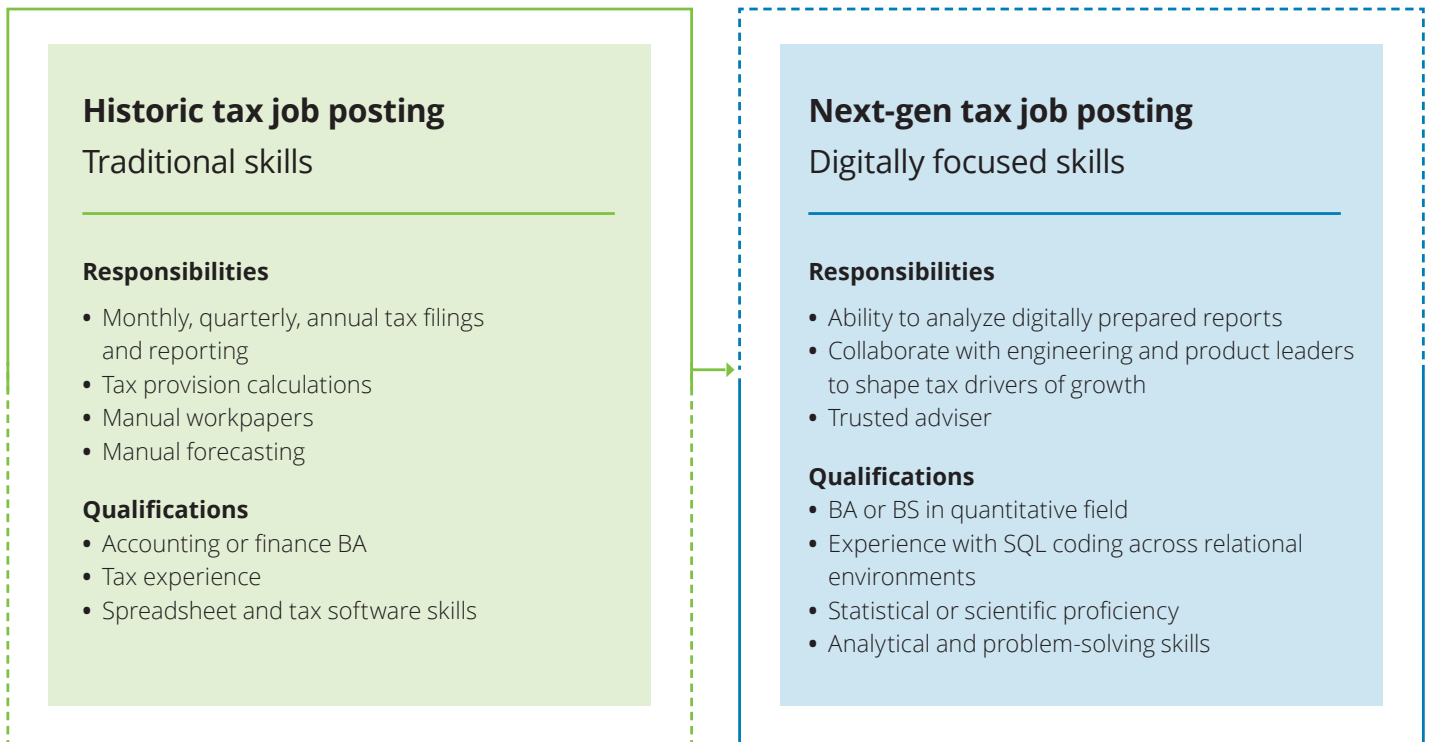 Historic tax job posting
Traditional skills
Responsibilities
• Monthly, quarterly, annual tax filings
and reporting
• Tax provision calculations
• Manual workpapers
• Manual forecasting
Qualifications
• Accounting or finance BA
• Tax experience
• Spreadsheet and tax software skills
Next-gen tax job posting
Digitally focused skills
Responsibilities
• Ability to analyze digitally prepared reports
• Collaborate with engineering and product leaders
to shape tax drivers of growth
• Trusted adviser
Qualifications
• BA or BS in quantitative field
• Experience with SQL coding across relational
environments
• Statistical or scientific proficiency
• Analytical and problem-solving skills